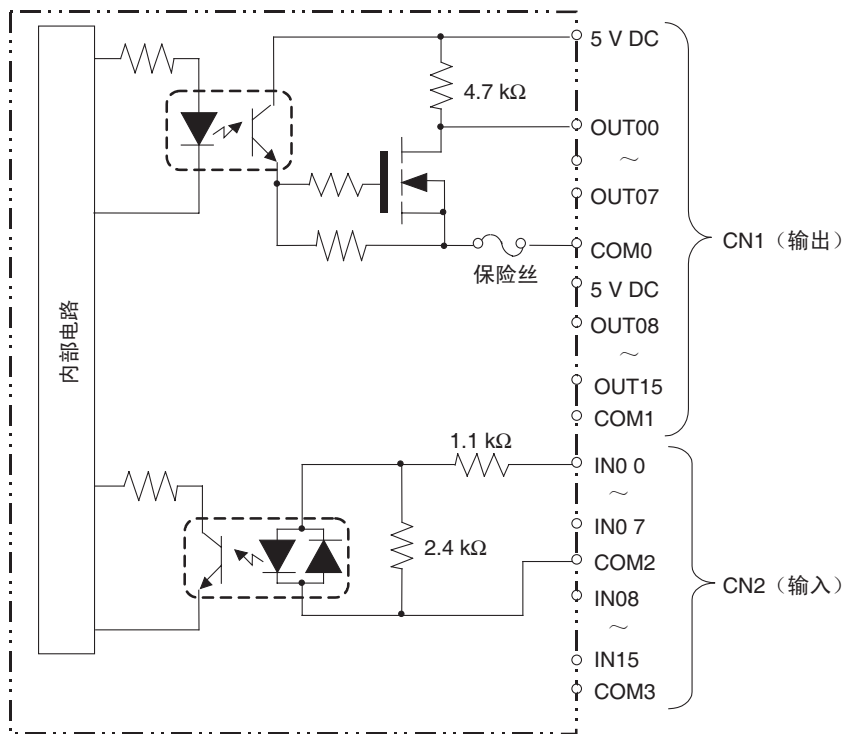 5 V DC
4.7 kΩ
OUT00
～
OUT07
COM0
保险丝
5 V DC
OUT08
～
OUT15
COM1
CN1（输出）
内部电路
1.1 kΩ
IN0 0
～
IN0 7
2.4 kΩ
COM2
IN08
～
IN15
COM3
CN2（输入）